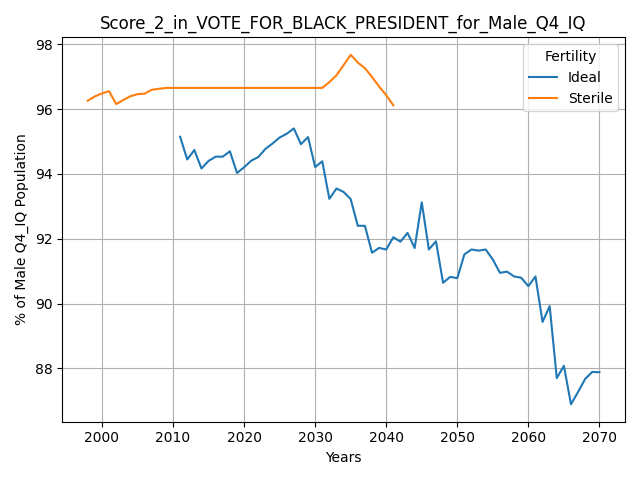 Score_2_in_VOTE_FOR_BLACK_PRESIDENT_for_Male_Q4_IQ
98
96
94
92
90
88
% of Male Q4_IQ Population
Fertility
Ideal
Sterile
2000 2010 2020 2030 2040 2050 2060 2070
Years